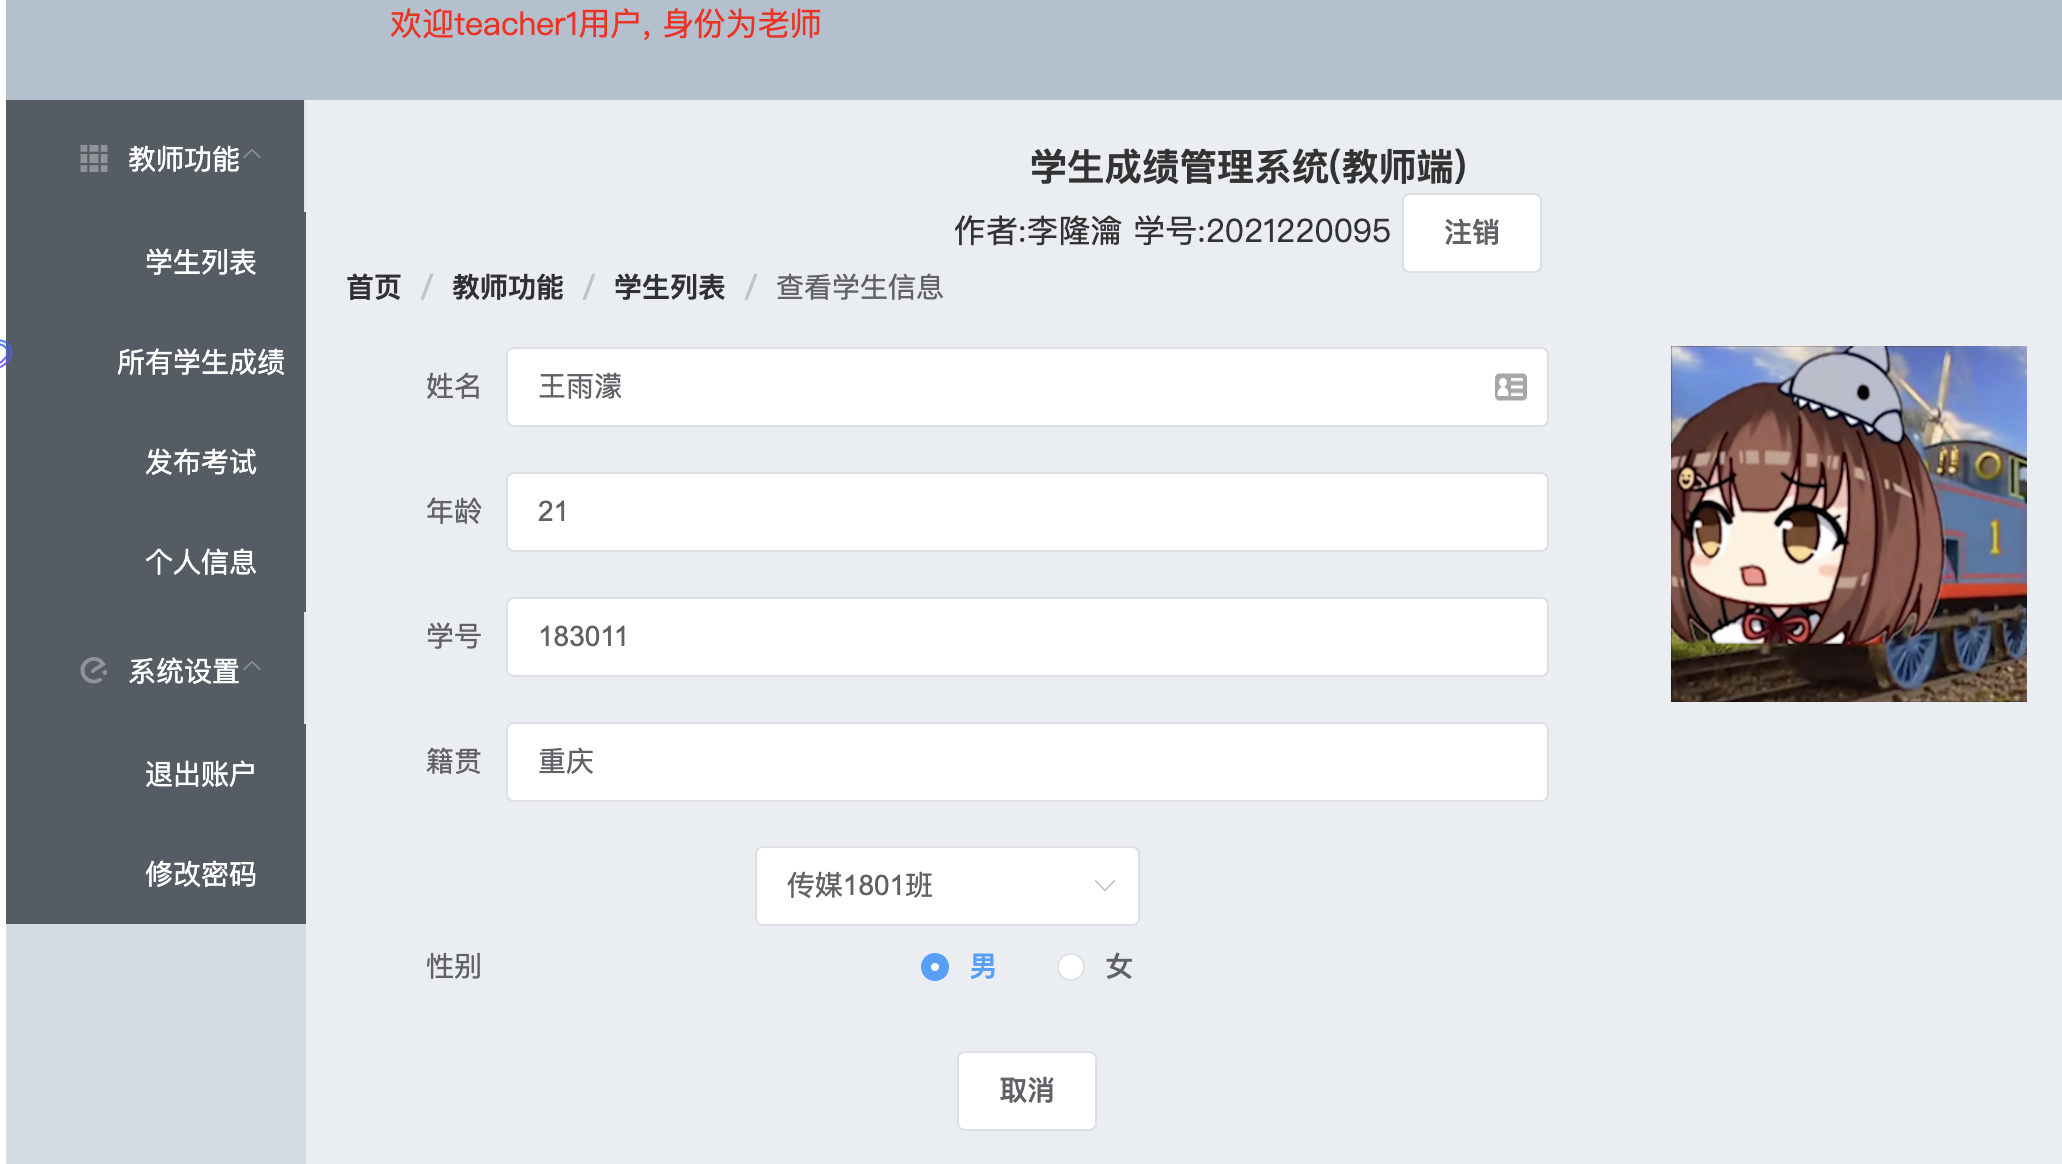 欢迎teacher1用户, 身份为老师
教师功能
学生列表
所有学生成绩
发布考试
个人信息
系统设置
退出账户
修改密码
学生成绩管理系统(教师端)
作者:李隆瀹 学号:2021220095 注销
首页 / 教师功能 / 学生列表 / 查看学生信息
姓名 王雨濛
年龄 21
学号 183011
籍贯 重庆
传媒1801班
性别 男 女
取消
1